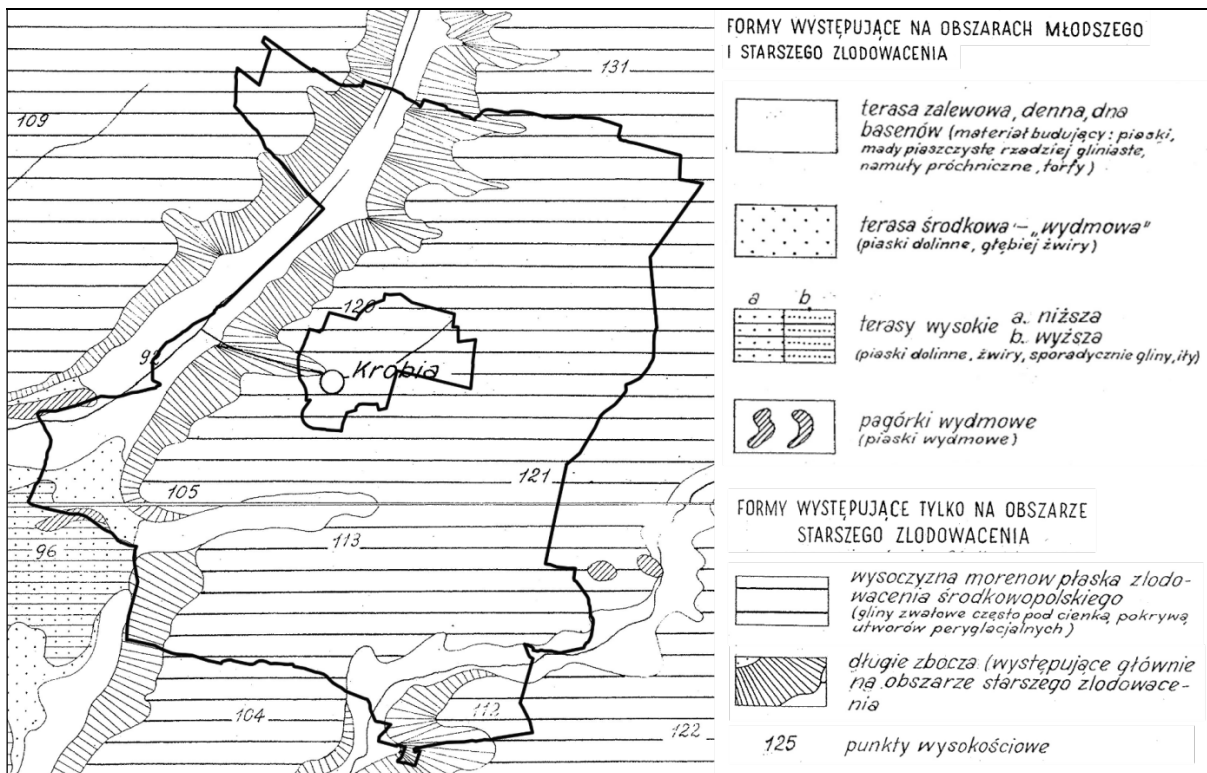 131
109
120
92
Krobia
121
105
96
113
104
113
122
FORMY WYSTĘPUJĄCE NA OBSZARACH MŁODSZEGO
I STARSZEGO ZLODOWACENIA
terasa zalewowa, denna, dna
basenów (materiał budujący: piaski,
mady piaszczyste rzadziej gliniaste,
namuły próchniczne, torfy)
terasa środkowa – „wydmowa"
(piaski dolinne, głębiej żwiry)
a b
terasy wysokie a. niższa
b. wyższa
(piaski dolinne, żwiry, sporadycznie gliny, iły)
pagórki wydmowe
(piaski wydmowe)
FORMY WYSTĘPUJĄCE TYLKO NA OBSZARZE
STARSZEGO ZLODOWACENIA
wysoczyzna morenow płaska zlodo-
wacenia środkowopolskiego
(gliny zwałowe często pod cienką pokrywą
utworów peryglacjalnych)
długie zbocza (występujące głównie
na obszarze starszego zlodowace-
nia
125 punkty wysokościowe